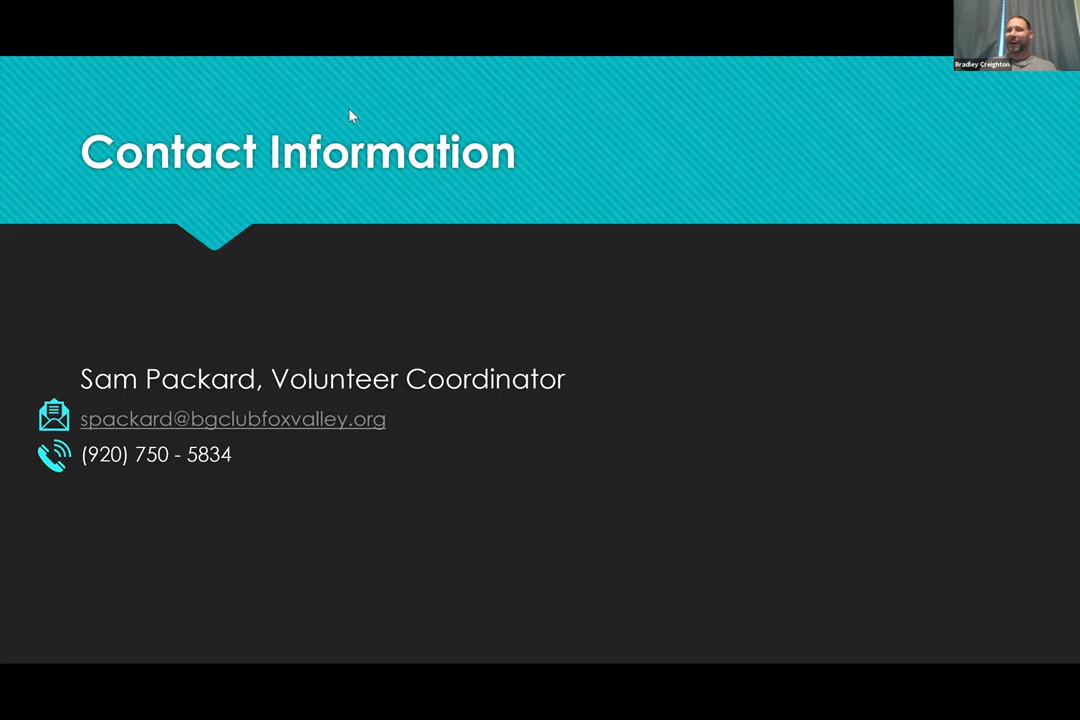 Bradley Creighton
Contact Information
Sam Packard, Volunteer Coordinator
spackard@bgclubfoxvalley.org
(920) 750 - 5834